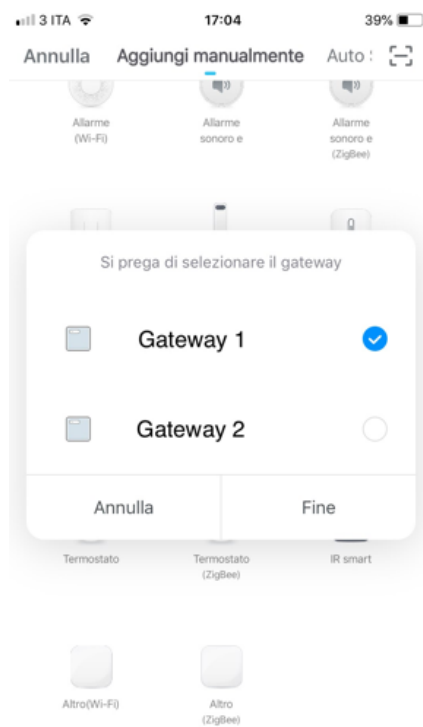 3 ITA 17:04 39%
Annulla Aggiungi manualmente Auto S
Allarme Allarme Allarme
(Wi-Fi) sonoro e sonoro e
(ZigBee)
Si prega di selezionare il gateway
Gateway 1
Gateway 2
Annulla Fine
Termostato Termostato IR smart
(ZigBee)
Altro(Wi-Fi) Altro
(ZigBee)